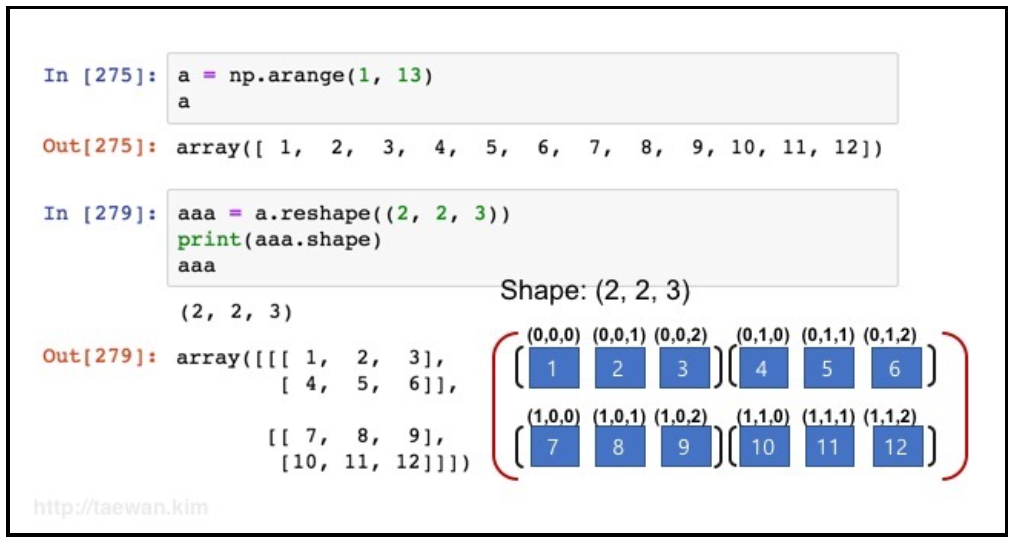 In [275]: a = np.arange(1, 13)
a
Out[275]: array([ 1, 2, 3, 4, 5, 6, 7, 8, 9, 10, 11, 12])
In [279]: aaa = a.reshape((2, 2, 3))
print(aaa.shape)
aaa
(2, 2, 3)
Out[279]: array([[[ 1, 2, 3],
[ 4, 5, 6]],
[[ 7, 8, 9],
[10, 11, 12]]])
Shape: (2, 2, 3)
(0,0,0) (0,0,1) (0,0,2) (0,1,0) (0,1,1) (0,1,2)
1 2 3 4 5 6
(1,0,0) (1,0,1) (1,0,2) (1,1,0) (1,1,1) (1,1,2)
7 8 9 10 11 12
http://taewan.kim